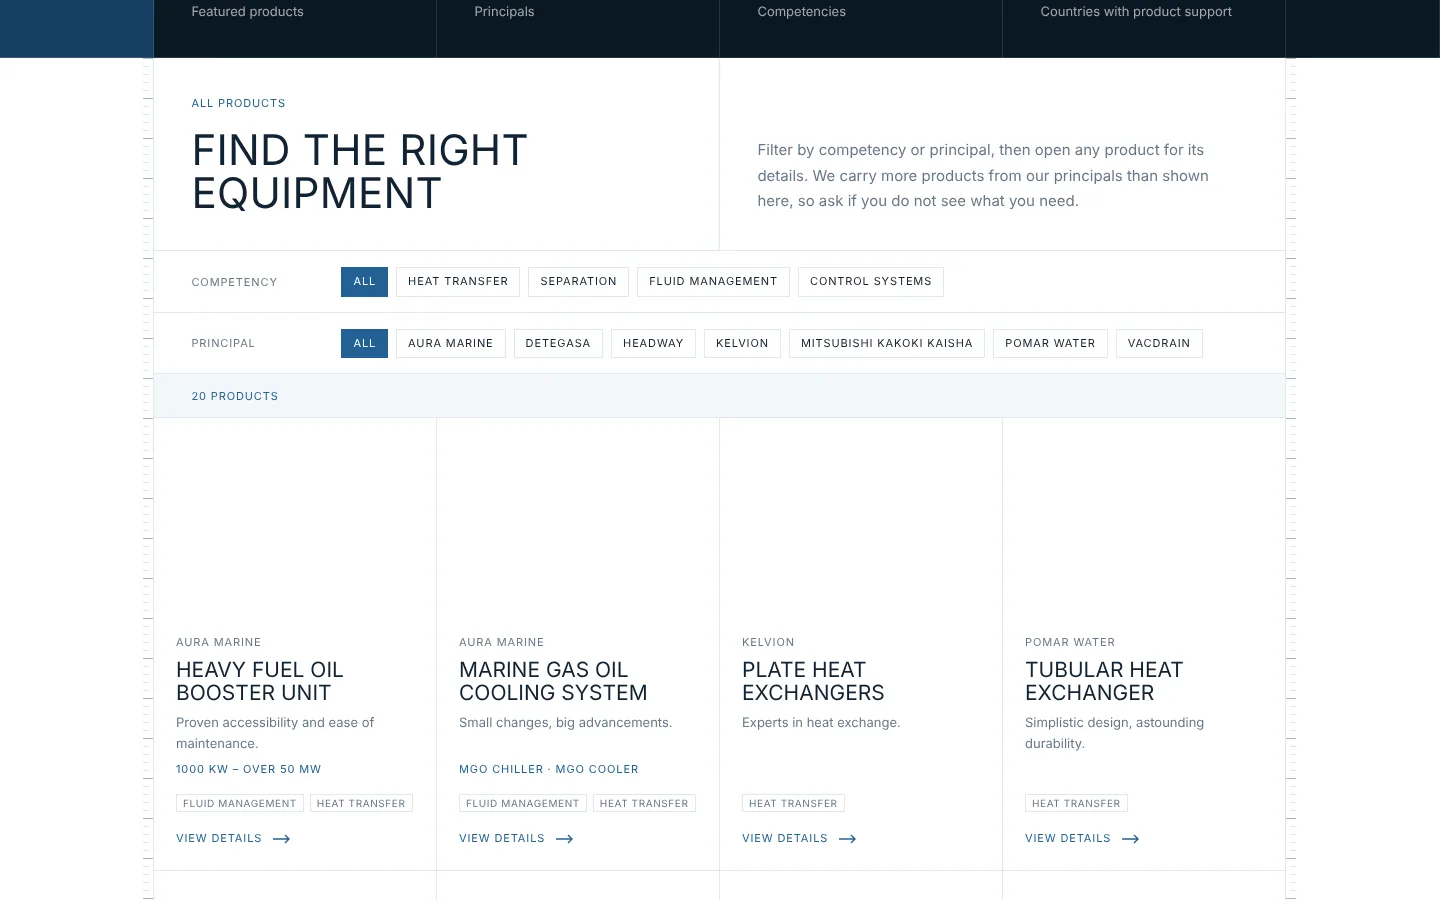 Featured products
Principals
Competencies
Countries with product support
ALL PRODUCTS
FIND THE RIGHT
EQUIPMENT
Filter by competency or principal, then open any product for its
details. We carry more products from our principals than shown
here, so ask if you do not see what you need.
COMPETENCY
ALL
HEAT TRANSFER
SEPARATION
FLUID MANAGEMENT
CONTROL SYSTEMS
PRINCIPAL
ALL
AURA MARINE
DETEGASA
HEADWAY
KELVION
MITSUBISHI KAKOKI KAISHA
POMAR WATER
VACDRAIN
20 PRODUCTS
AURA MARINE
HEAVY FUEL OIL
BOOSTER UNIT
Proven accessibility and ease of
maintenance.
1000 KW – OVER 50 MW
FLUID MANAGEMENT
HEAT TRANSFER
VIEW DETAILS
AURA MARINE
MARINE GAS OIL
COOLING SYSTEM
Small changes, big advancements.
MGO CHILLER · MGO COOLER
FLUID MANAGEMENT
HEAT TRANSFER
VIEW DETAILS
KELVION
PLATE HEAT
EXCHANGERS
Experts in heat exchange.
HEAT TRANSFER
VIEW DETAILS
POMAR WATER
TUBULAR HEAT
EXCHANGER
Simplistic design, astounding
durability.
HEAT TRANSFER
VIEW DETAILS